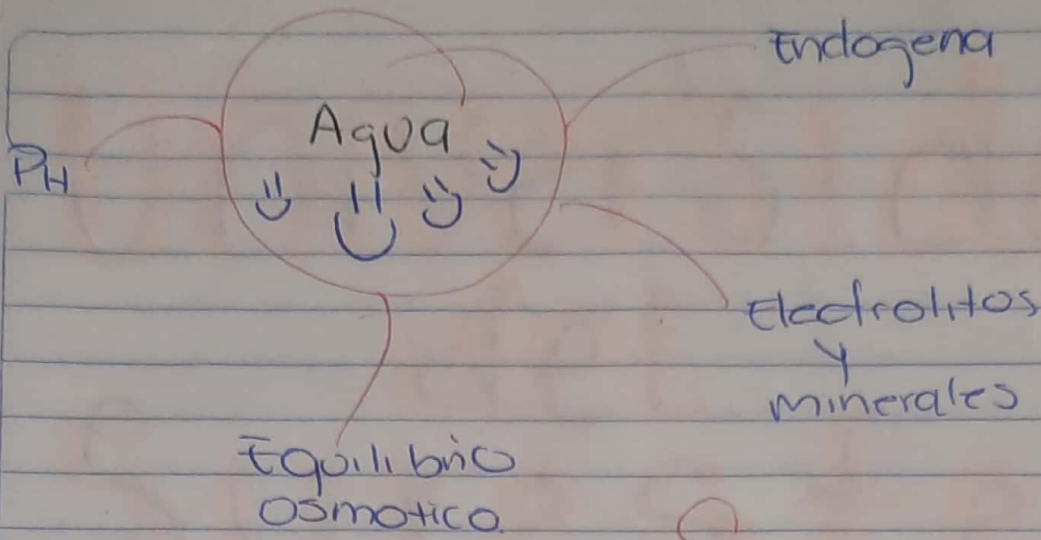 Endogena
Agua
PH
Electrolitos
y
minerales
Equilibrio
Osmotico.